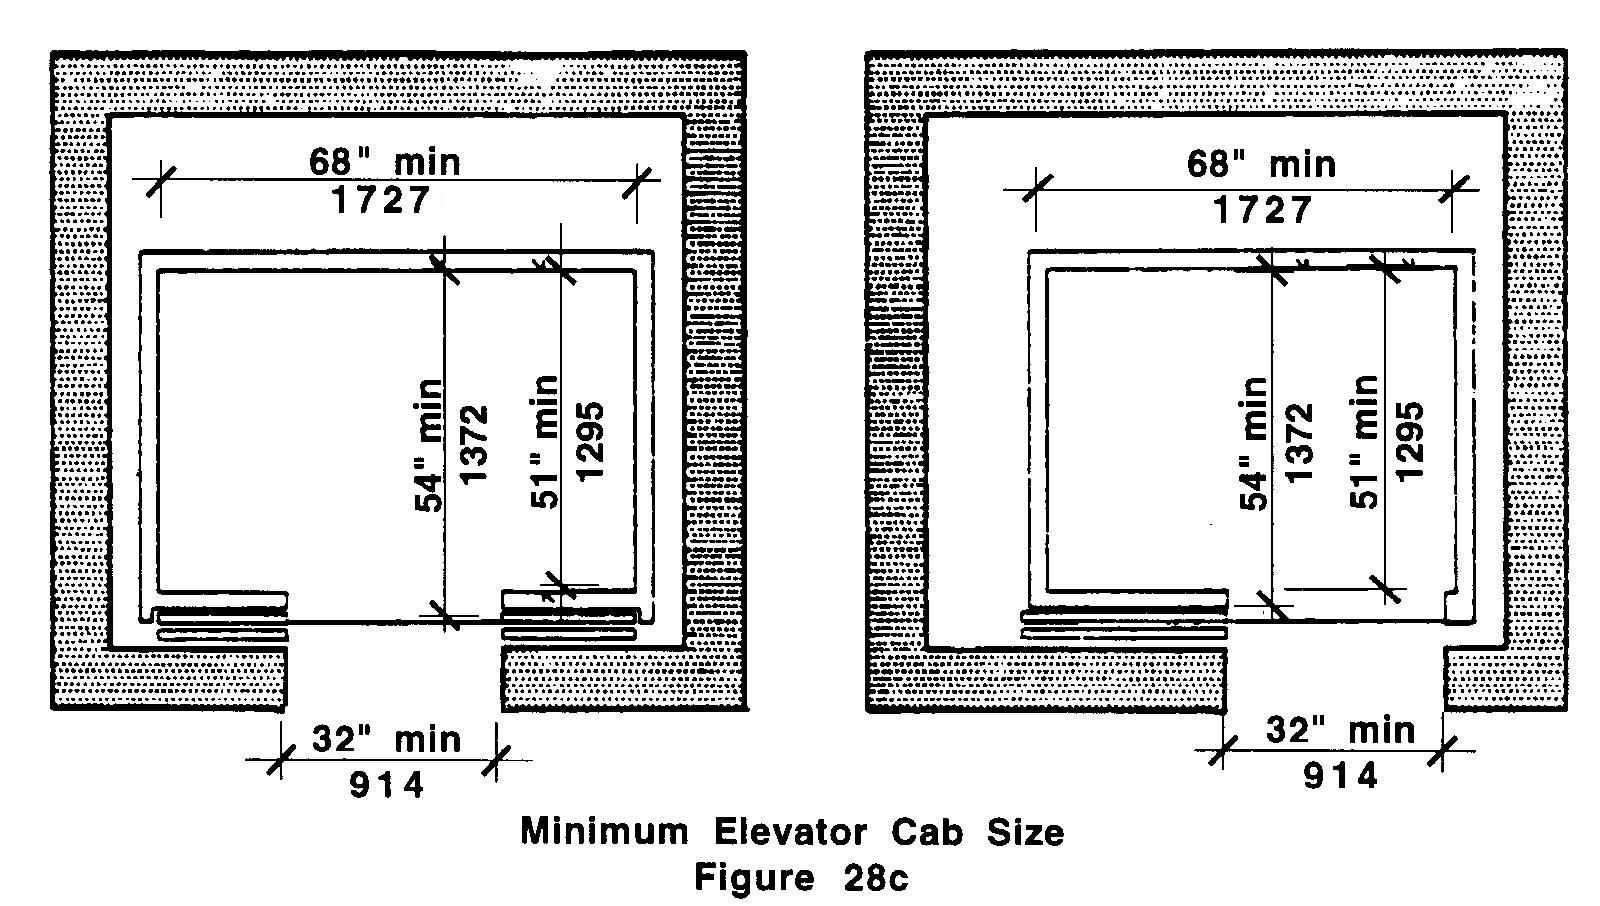 68" min
1727
54" min
1372
51" min
1295
32" min
914
68" min
1727
54" min
1372
51" min
1295
32" min
914
Minimum Elevator Cab Size
Figure 28c